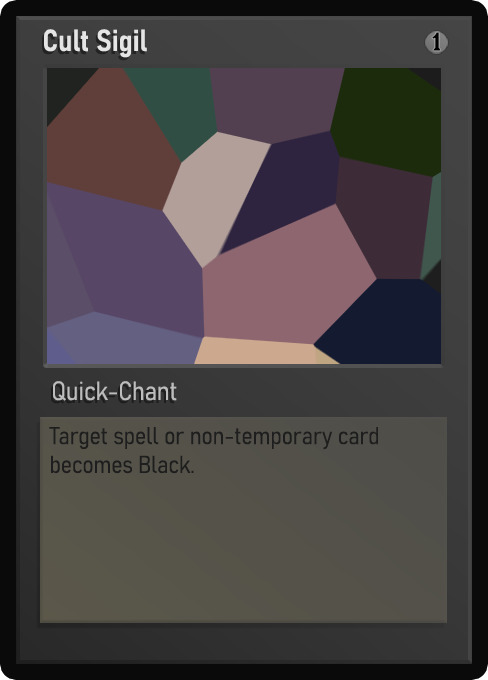 Cult Sigil
1
Quick-Chant
Target spell or non-temporary card
becomes Black.